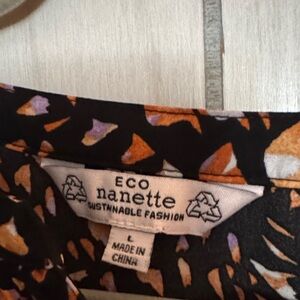 ECO
nanette
SUSTAINABLE FASHION
L
MADE IN
CHINA